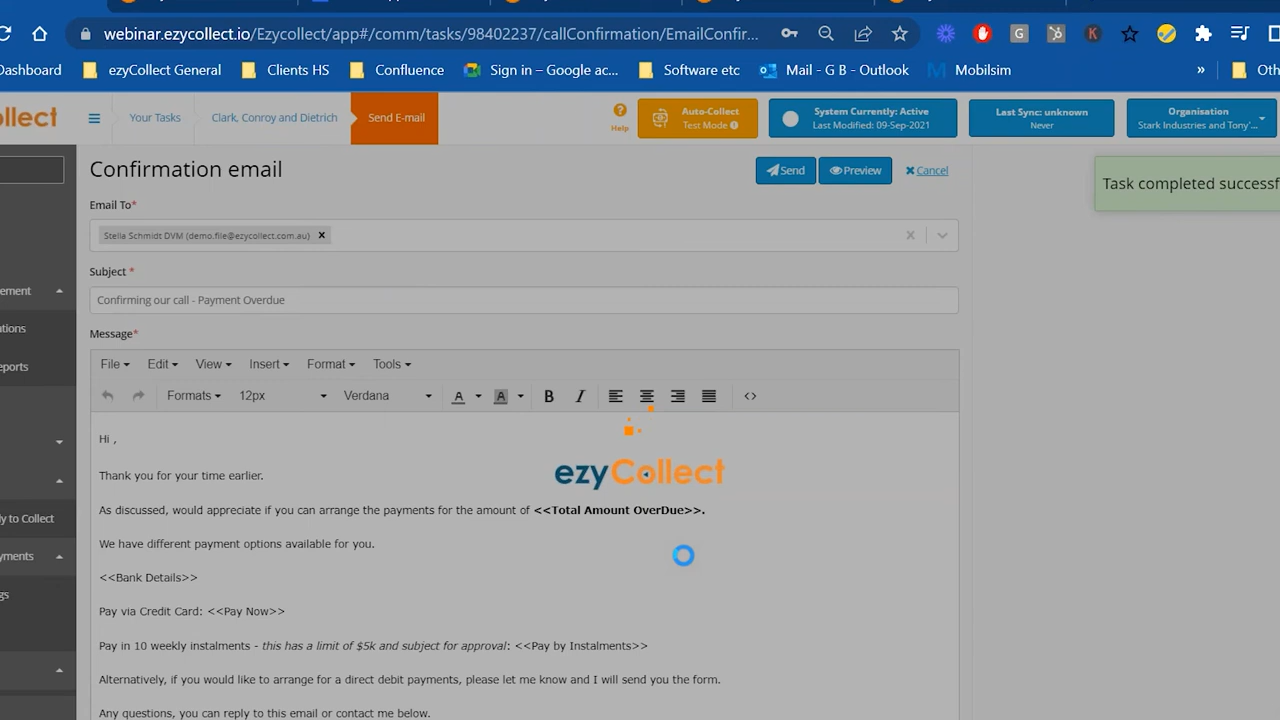 webinar.ezycollect.io/Ezycollect/app#/comm/tasks/98402237/callConfirmation/EmailConfir...
Dashboard ezyCollect General Clients HS Confluence Sign in – Google ac... Software etc Mail - G B - Outlook Mobilsim » Oth
ollect Your Tasks Clark, Conroy and Dietrich Send E-mail Help Auto-Collect System Currently: Active Last Sync: unknown Organisation
Test Mode Last Modified: 09-Sep-2021 Never Stark Industries and Tony'...
Confirmation email Send Preview Cancel
Task completed successf
Email To*
Stella Schmidt DVM (demo.file@ezycollect.com.au)
Subject *
ement
Confirming our call - Payment Overdue
ations
Message*
eports
File Edit View Insert Format Tools
Formats 12px Verdana A A B I <>
Hi ,
ezyCollect
Thank you for your time earlier.
As discussed, would appreciate if you can arrange the payments for the amount of <<Total Amount OverDue>>.
ly to Collect
We have different payment options available for you.
yments
<<Bank Details>>
gs
Pay via Credit Card: <<Pay Now>>
Pay in 10 weekly instalments - this has a limit of $5k and subject for approval: <<Pay by Instalments>>
Alternatively, if you would like to arrange for a direct debit payments, please let me know and I will send you the form.
Any questions, you can reply to this email or contact me below.